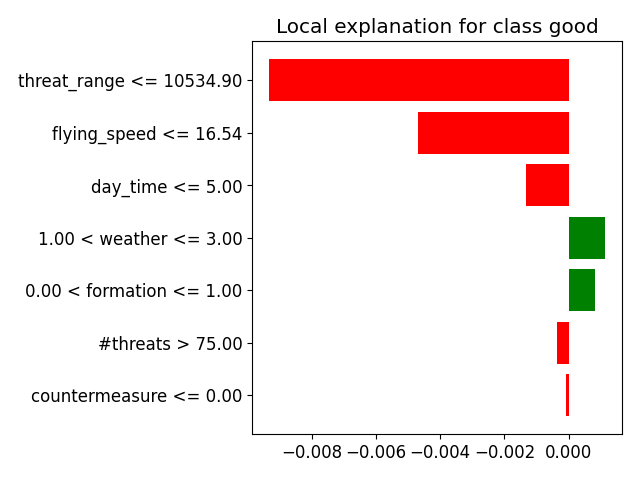 Local explanation for class good
threat_range <= 10534.90
flying_speed <= 16.54
day_time <= 5.00
1.00 < weather <= 3.00
0.00 < formation <= 1.00
#threats > 75.00
countermeasure <= 0.00
−0.008 −0.006 −0.004 −0.002 0.000